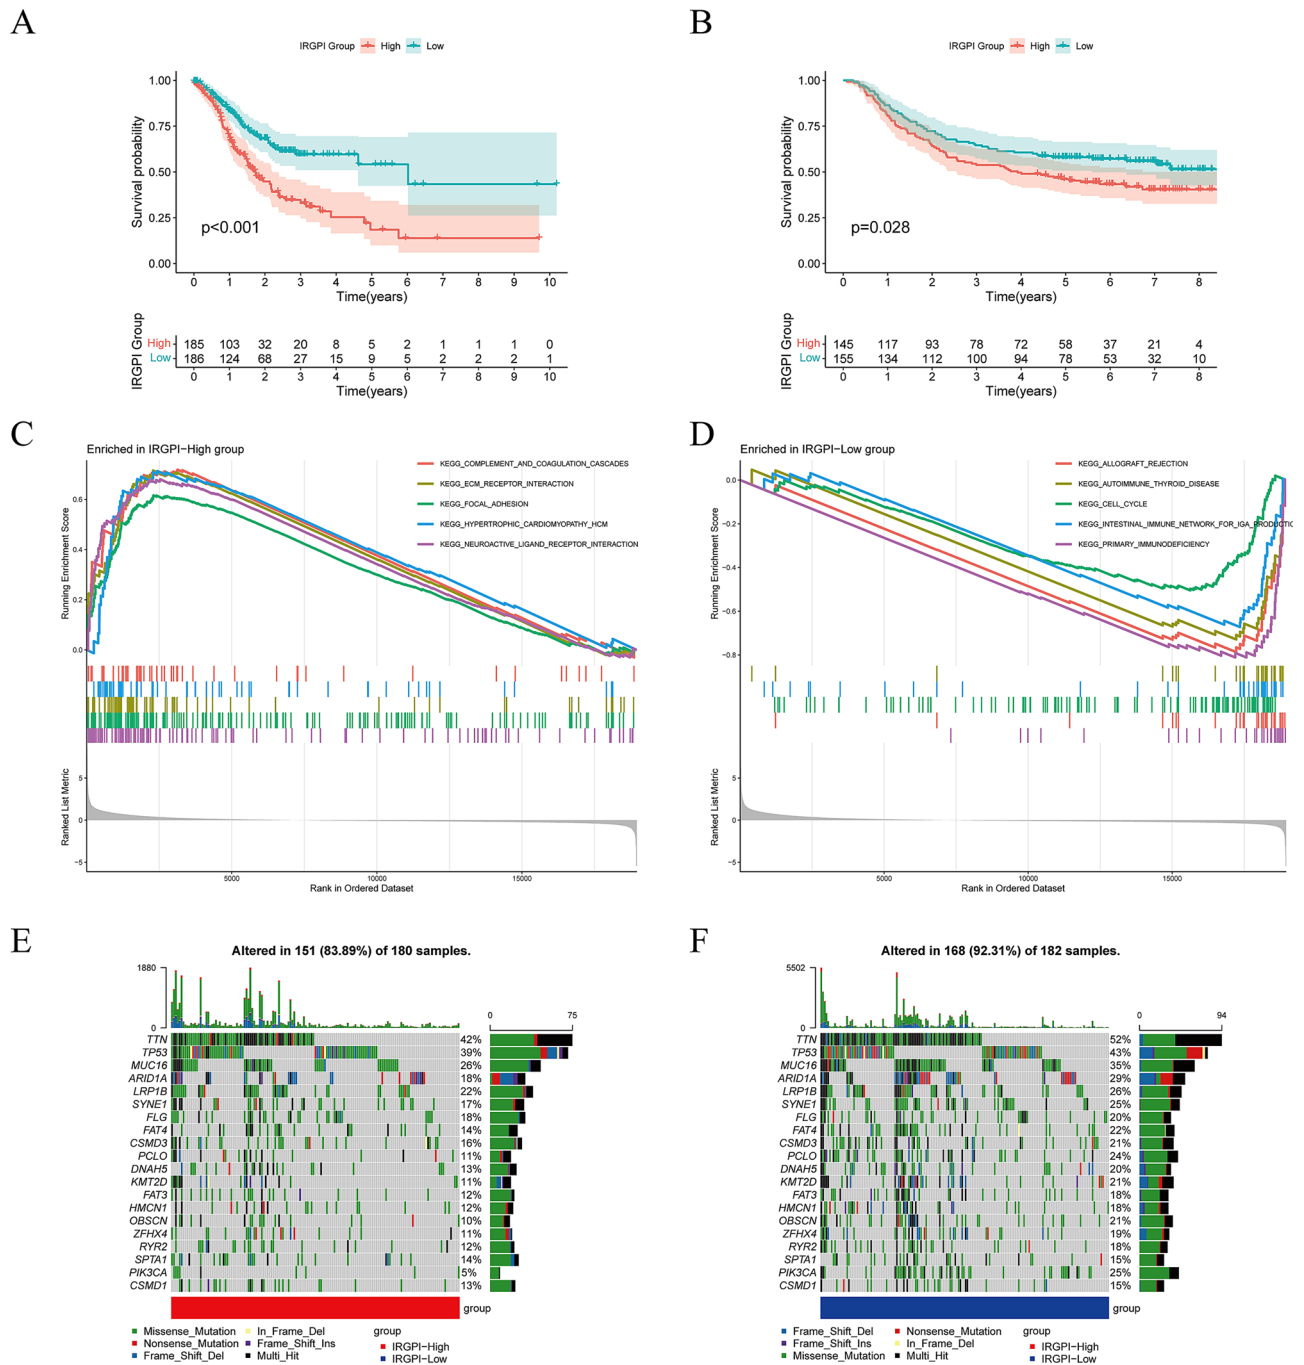 A
IRGPI Group High Low
1.00
0.75
0.50
0.25
0.00
Survival probability
p<0.001
0 1 2 3 4 5 6 7 8 9 10
Time(years)
IRGPI Group
High 185 103 32 20 8 5 2 1 1 1 0
Low 186 124 68 27 15 9 5 2 2 2 1
0 1 2 3 4 5 6 7 8 9 10
Time(years)
B
IRGPI Group High Low
1.00
0.75
0.50
0.25
0.00
Survival probability
p=0.028
0 1 2 3 4 5 6 7 8
Time(years)
IRGPI Group
High 145 117 93 78 72 58 37 21 4
Low 155 134 112 100 94 78 53 32 10
0 1 2 3 4 5 6 7 8
Time(years)
C
Enriched in IRGPI−High group
KEGG_COMPLEMENT_AND_COAGULATION_CASCADES
KEGG_ECM_RECEPTOR_INTERACTION
KEGG_FOCAL_ADHESION
KEGG_HYPERTROPHIC_CARDIOMYOPATHY_HCM
KEGG_NEUROACTIVE_LIGAND_RECEPTOR_INTERACTION
0.6
0.4
0.2
0.0
Running Enrichment Score
5
0
−5
Ranked List Metric
5000 10000 15000
Rank in Ordered Dataset
D
Enriched in IRGPI−Low group
KEGG_ALLOGRAFT_REJECTION
KEGG_AUTOIMMUNE_THYROID_DISEASE
KEGG_CELL_CYCLE
KEGG_INTESTINAL_IMMUNE_NETWORK_FOR_IGA_PRODUCTIO
KEGG_PRIMARY_IMMUNODEFICIENCY
0.0
−0.2
−0.4
−0.6
−0.8
Running Enrichment Score
5
0
−5
Ranked List Metric
5000 10000 15000
Rank in Ordered Dataset
E
Altered in 151 (83.89%) of 180 samples.
1880
0
0 75
TTN 42%
TP53 39%
MUC16 26%
ARID1A 18%
LRP1B 22%
SYNE1 17%
FLG 18%
FAT4 14%
CSMD3 16%
PCLO 11%
DNAH5 13%
KMT2D 11%
FAT3 12%
HMCN1 12%
OBSCN 10%
ZFHX4 11%
RYR2 12%
SPTA1 14%
PIK3CA 5%
CSMD1 13%
group
Missense_Mutation In_Frame_Del group
Nonsense_Mutation Frame_Shift_Ins IRGPI−High
Frame_Shift_Del Multi_Hit IRGPI−Low
F
Altered in 168 (92.31%) of 182 samples.
5502
0
0 94
TTN 52%
TP53 43%
MUC16 35%
ARID1A 29%
LRP1B 26%
SYNE1 25%
FLG 20%
FAT4 22%
CSMD3 21%
PCLO 24%
DNAH5 20%
KMT2D 21%
FAT3 18%
HMCN1 18%
OBSCN 21%
ZFHX4 19%
RYR2 18%
SPTA1 15%
PIK3CA 25%
CSMD1 15%
group
Frame_Shift_Del Nonsense_Mutation group
Frame_Shift_Ins In_Frame_Del IRGPI−High
Missense_Mutation Multi_Hit IRGPI−Low